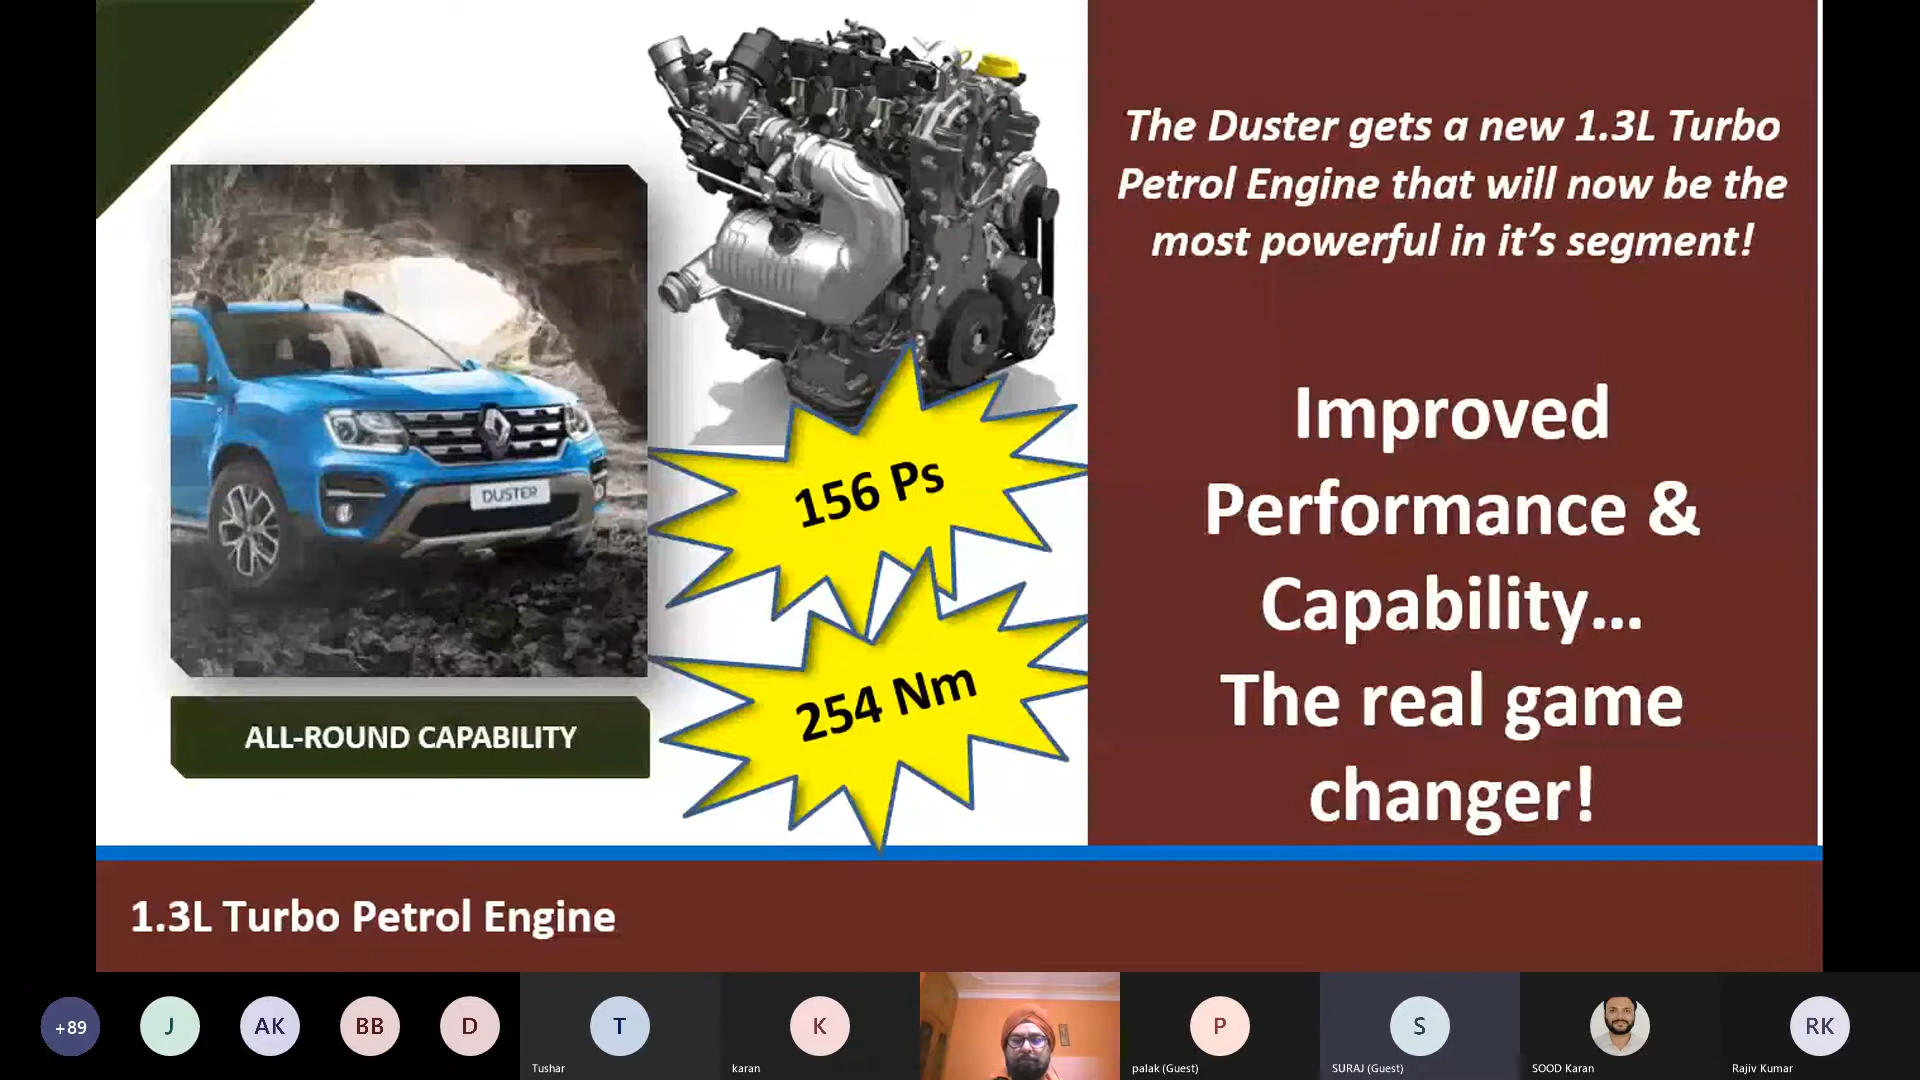 The Duster gets a new 1.3L Turbo
Petrol Engine that will now be the
most powerful in it's segment!
DUSTER
156 Ps
254 Nm
Improved
Performance &
Capability...
The real game
changer!
ALL-ROUND CAPABILITY
1.3L Turbo Petrol Engine
+89
J
AK
BB
D
T
K
P
S
RK
Tushar
karan
palak (Guest)
SURAJ (Guest)
SOOD Karan
Rajiv Kumar